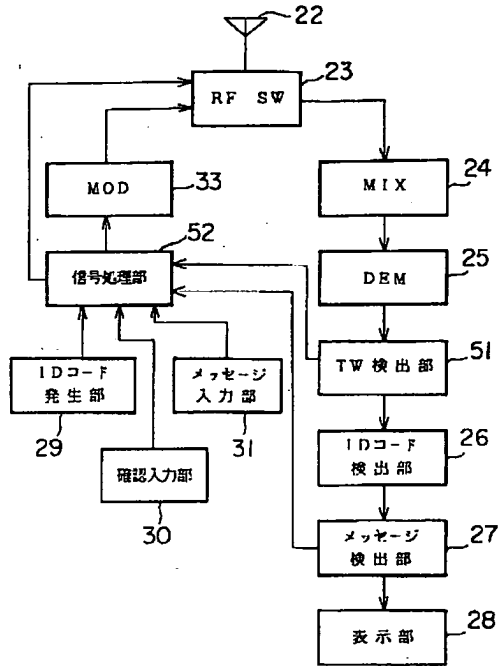 22
RF SW
23
MIX
24
MOD
33
52
DEM
25
信号処理部
TW検出部
51
IDコード
発生部
29
メッセージ
入力部
31
IDコード
検出部
26
確認入力部
30
メッセージ
検出部
27
表示部
28